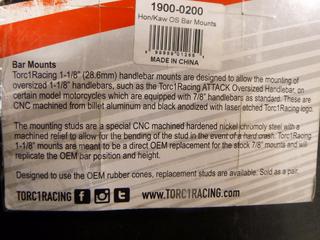 1900-0200
Hon/Kaw OS Bar Mounts
MADE IN CHINA
Bar Mounts
Torc1Racing 1-1/8" (28.6mm) handlebar mounts are designed to allow the mounting of
oversized 1-1/8" handlebars, such as the Torc1Racing ATTACK Oversized Handlebar, on
certain model motorcycles which are equipped with 7/8" handlebars as standard. These are
CNC machined from billet aluminum and black anodized with laser etched Torc1Racing logo.
The mounting studs are a special CNC machined hardened nickel chromoly steel with a
machined relief to allow for the bending of the stud in the event of a hard crash. Torc1Racing
1-1/8" mounts are meant to be a direct OEM replacement for the stock 7/8" mounts and will
replicate the OEM bar position and height.
Designed to use the OEM rubber cones, replacement studs are available. Sold as a pair.
TORC1RACING
WWW.TORC1RACING.COM